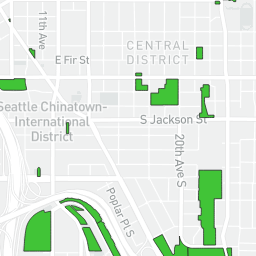 11th Ave
E Fir St
CENTRAL
DISTRICT
Seattle Chinatown-
International
District
S Jackson St
20th Ave S
Poplar Pl S